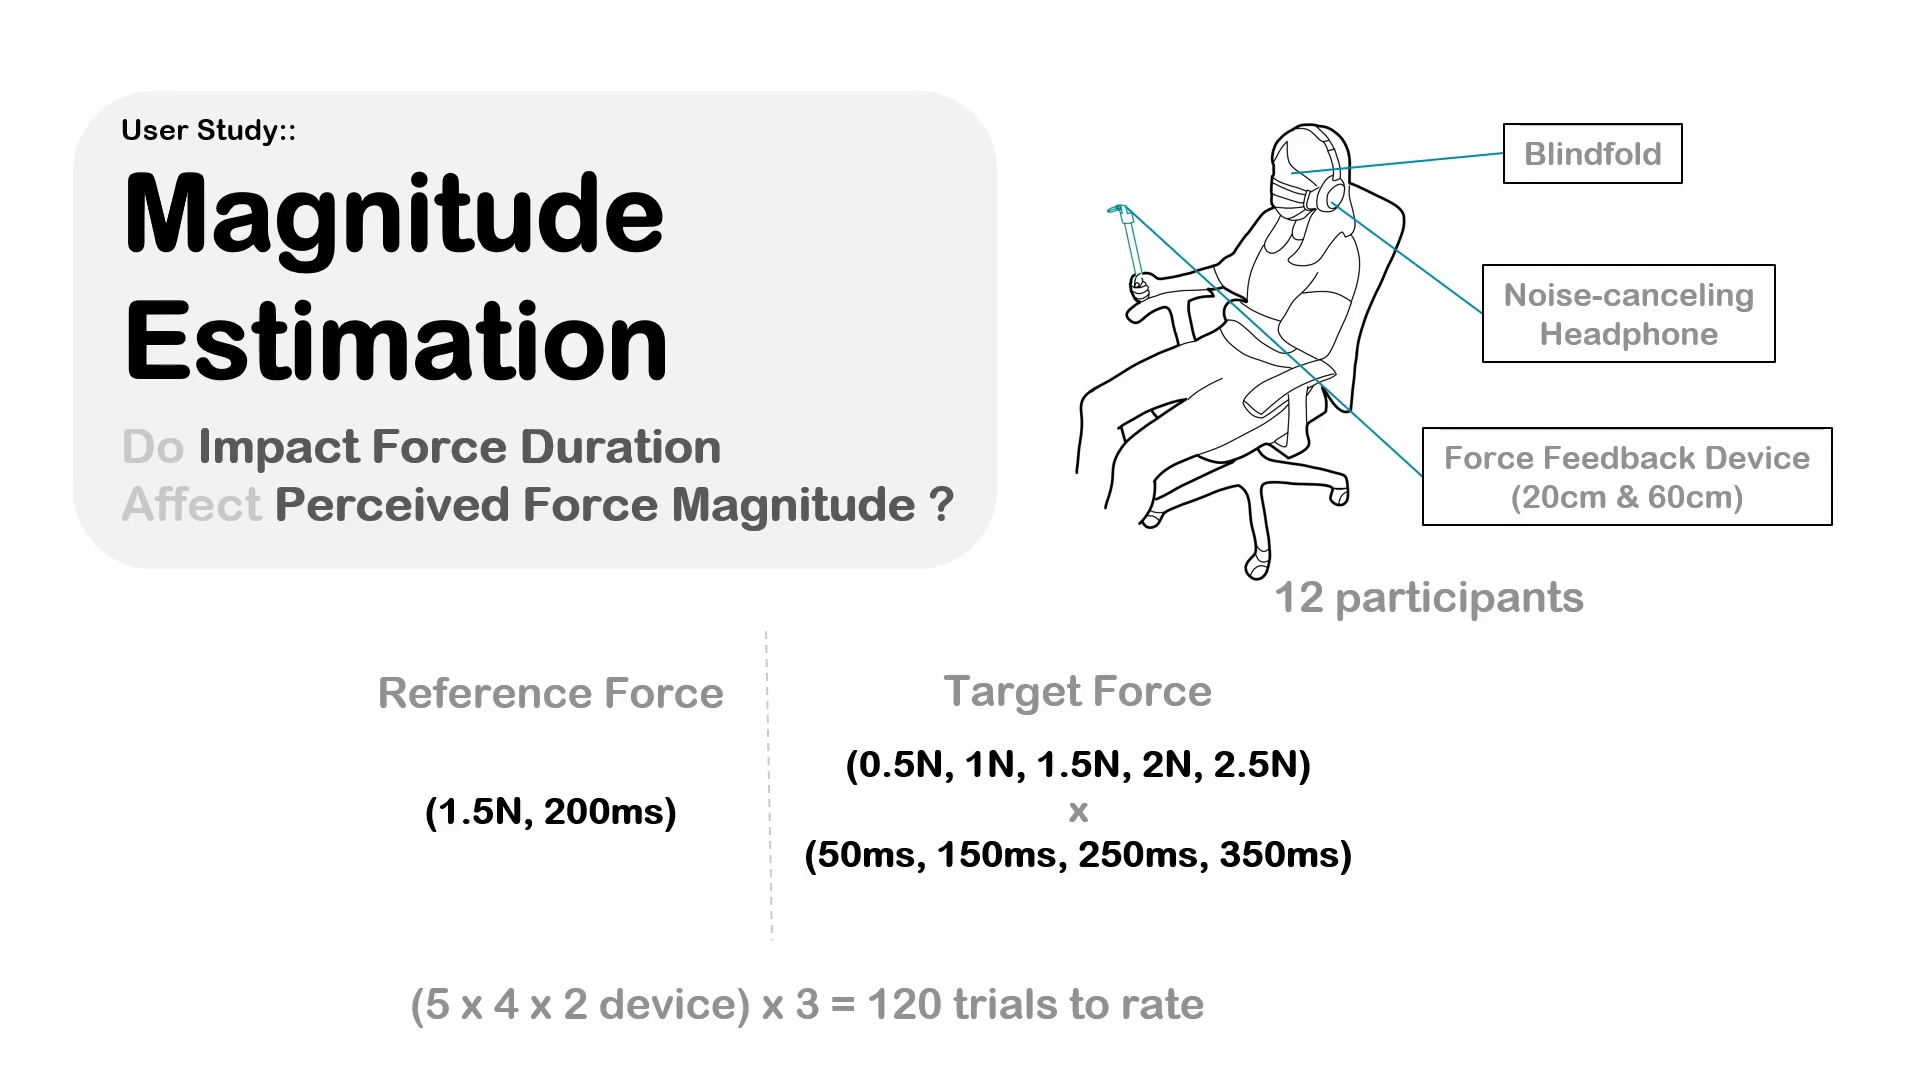 User Study::
Magnitude
Estimation
Do Impact Force Duration
Affect Perceived Force Magnitude ?
Blindfold
Noise-canceling
Headphone
Force Feedback Device
(20cm & 60cm)
12 participants
Reference Force
(1.5N, 200ms)
Target Force
(0.5N, 1N, 1.5N, 2N, 2.5N)
x
(50ms, 150ms, 250ms, 350ms)
(5 x 4 x 2 device) x 3 = 120 trials to rate